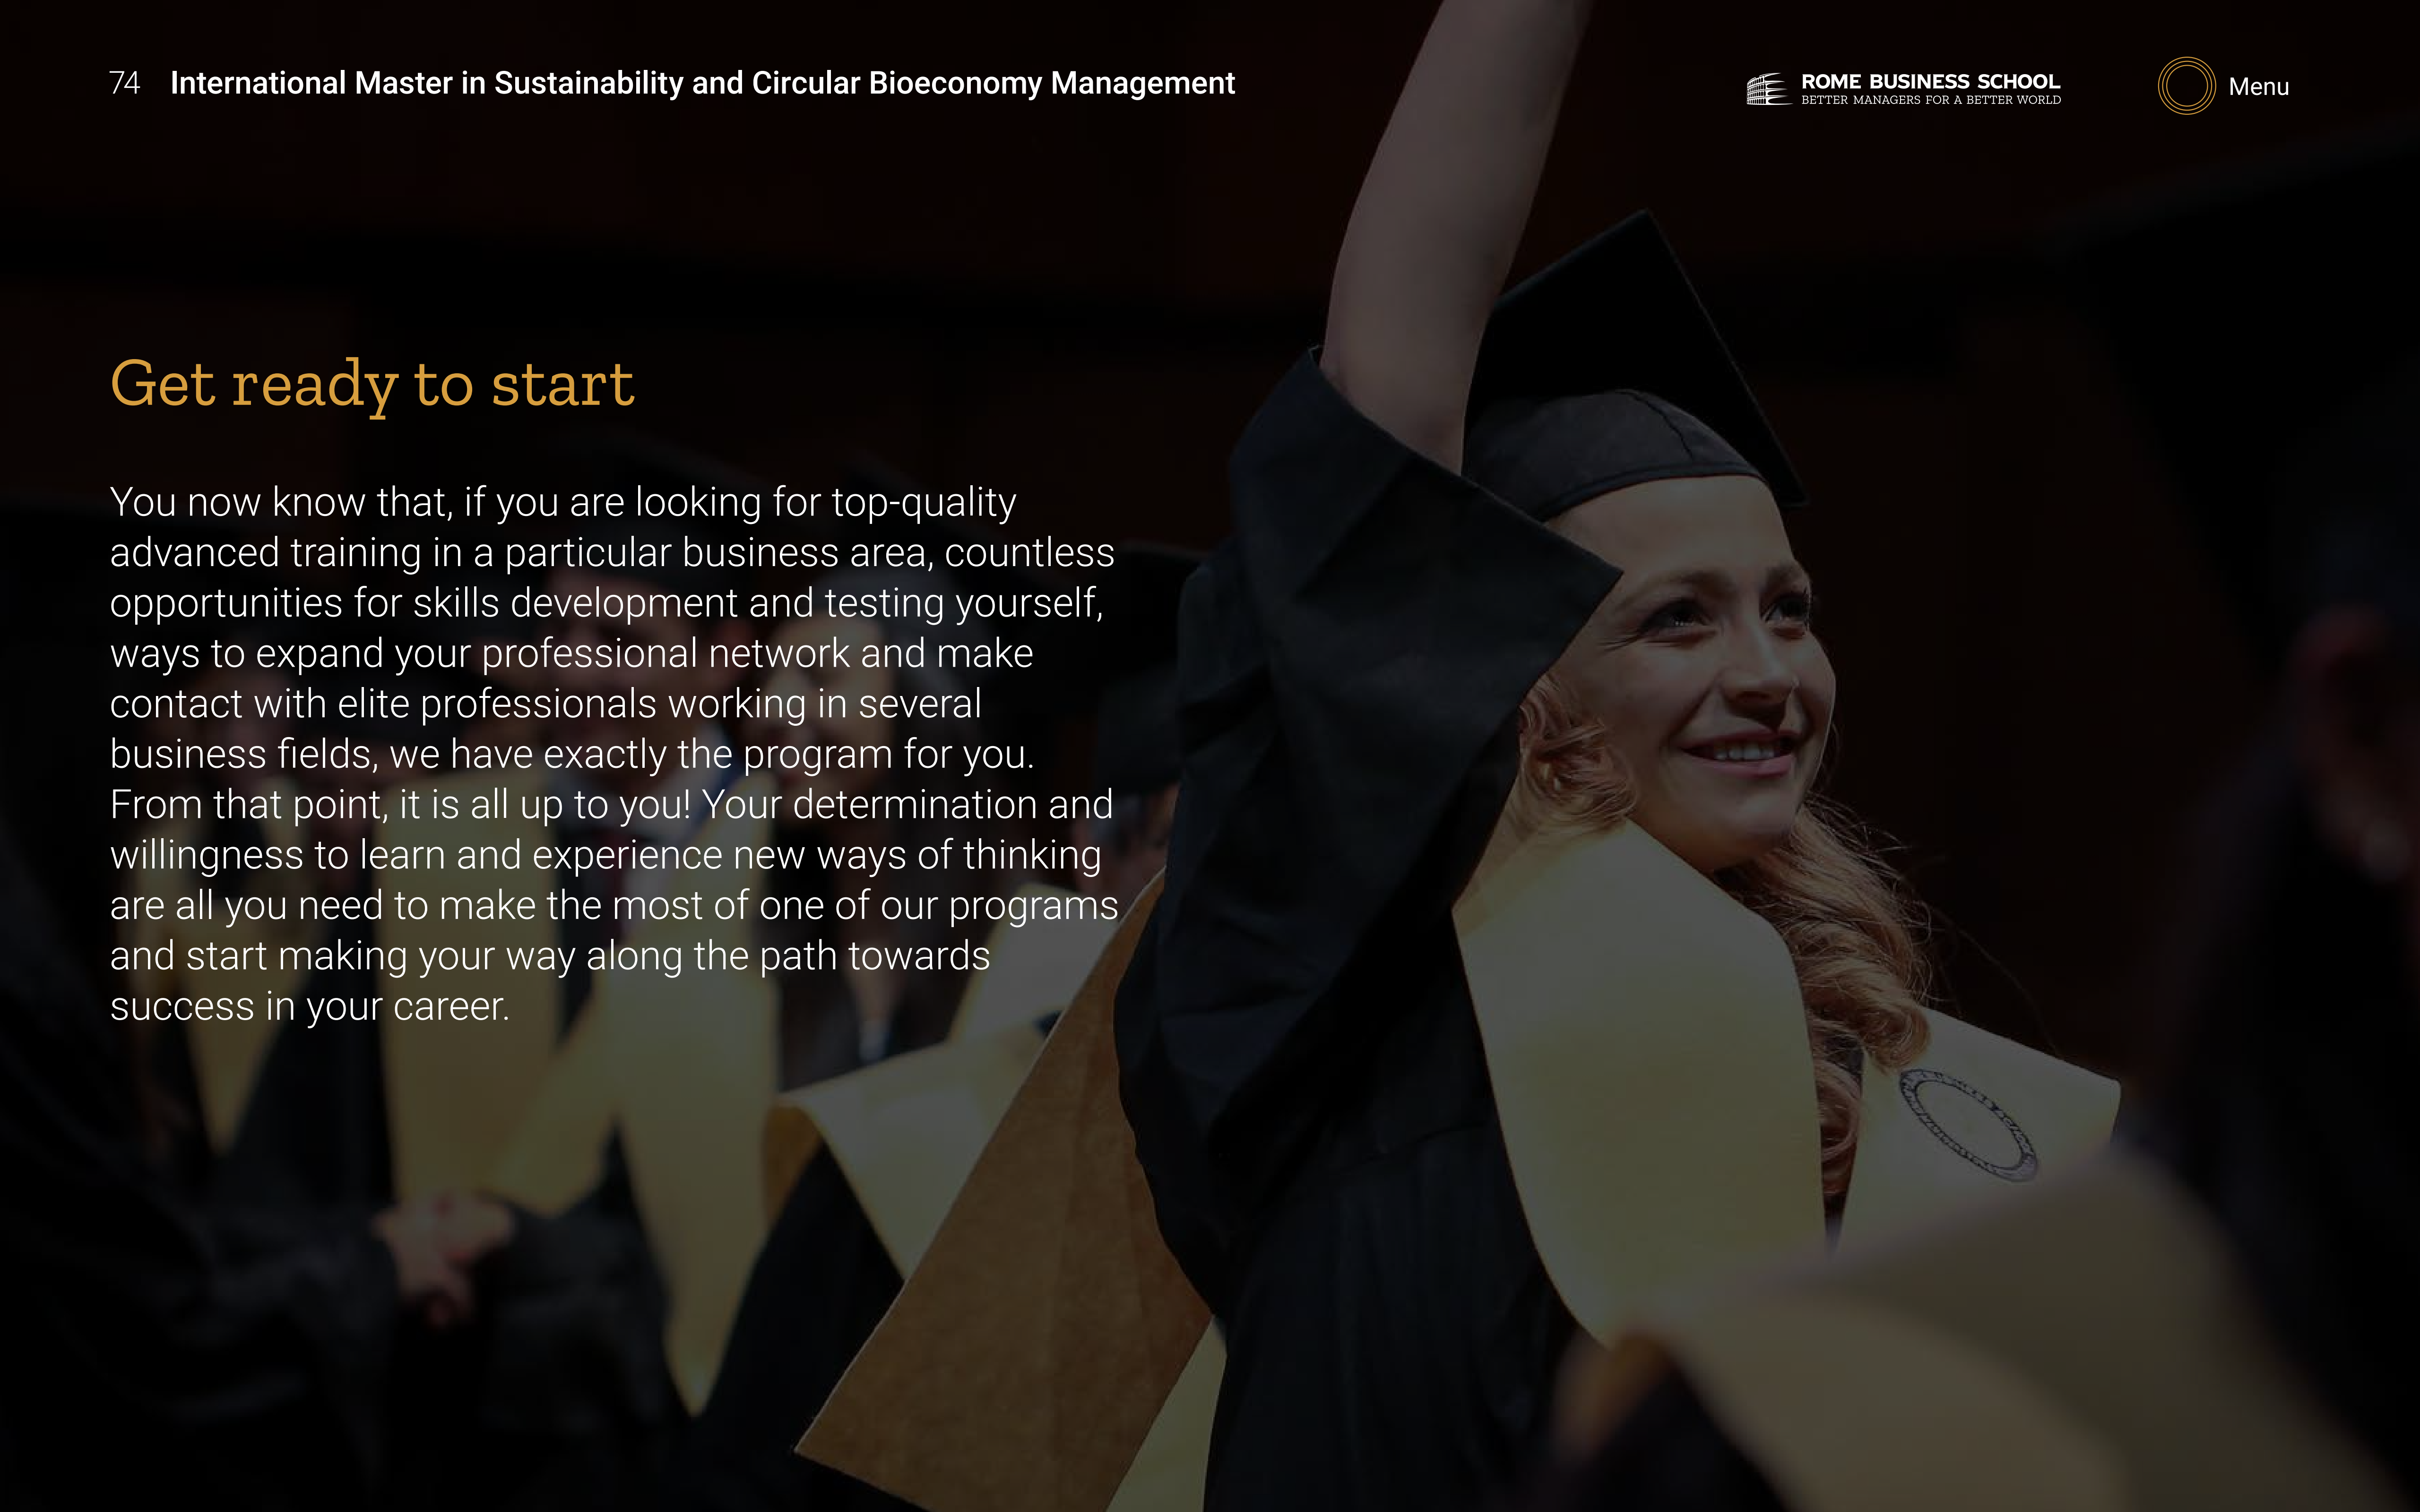 74 International Master in Sustainability and Circular Bioeconomy Management
ROME BUSINESS SCHOOL
BETTER MANAGERS FOR A BETTER WORLD
Menu
Get ready to start
You now know that, if you are looking for top-quality
advanced training in a particular business area, countless
opportunities for skills development and testing yourself,
ways to expand your professional network and make
contact with elite professionals working in several
business fields, we have exactly the program for you.
From that point, it is all up to you! Your determination and
willingness to learn and experience new ways of thinking
are all you need to make the most of one of our programs
and start making your way along the path towards
success in your career.